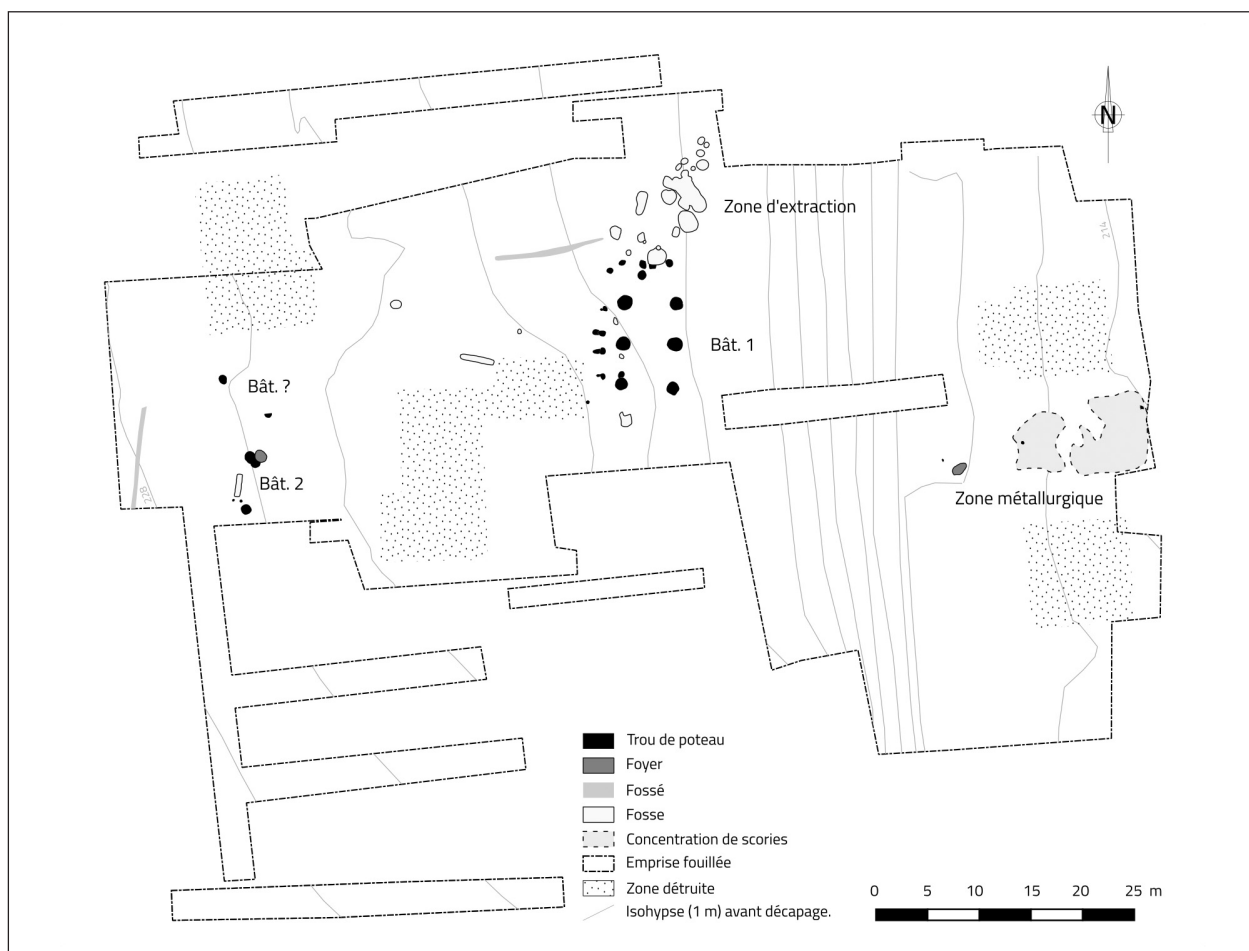 N
Zone d'extraction
214
Bât. 1
Bât. ?
Bât. 2
228
Zone métallurgique
Trou de poteau
Foyer
Fossé
Fosse
Concentration de scories
Emprise fouillée
Zone détruite
Isohypse (1 m) avant décapage.
0 5 10 15 20 25 m